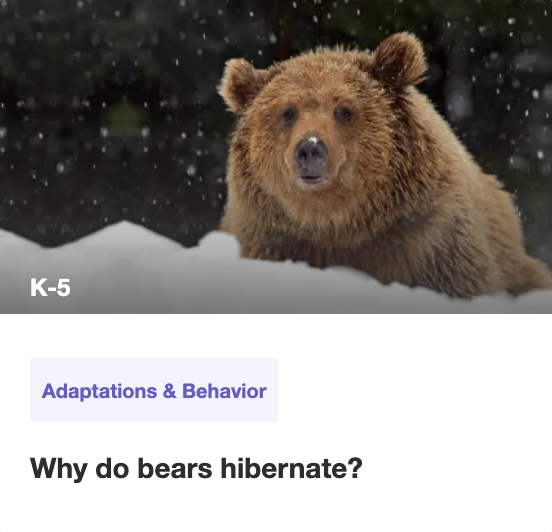 K-5
Adaptations & Behavior
Why do bears hibernate?